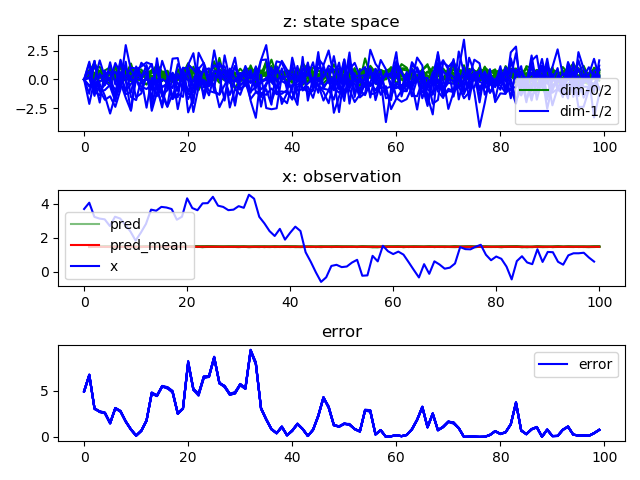 z: state space
2.5
0.0
−2.5
dim-0/2
dim-1/2
0 20 40 60 80 100
x: observation
4
2
0
pred
pred_mean
x
0 20 40 60 80 100
error
5
0
error
0 20 40 60 80 100